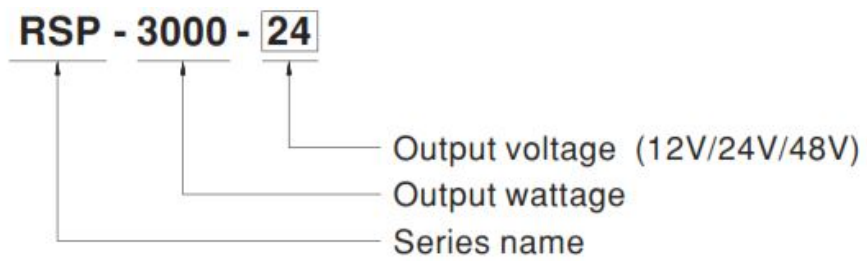 RSP - 3000 - 24
Output voltage (12V/24V/48V)
Output wattage
Series name